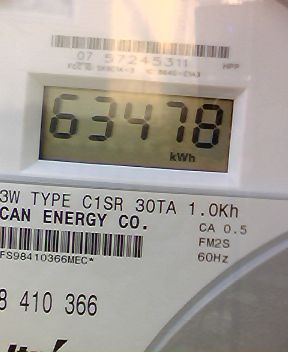 07 57245311
HPP
63478
kWh
3W TYPE C1SR 30TA 1.0Kh
CAN ENERGY CO.
CA 0.5
FM2S
FS98410366MEC*
60Hz
8 410 366